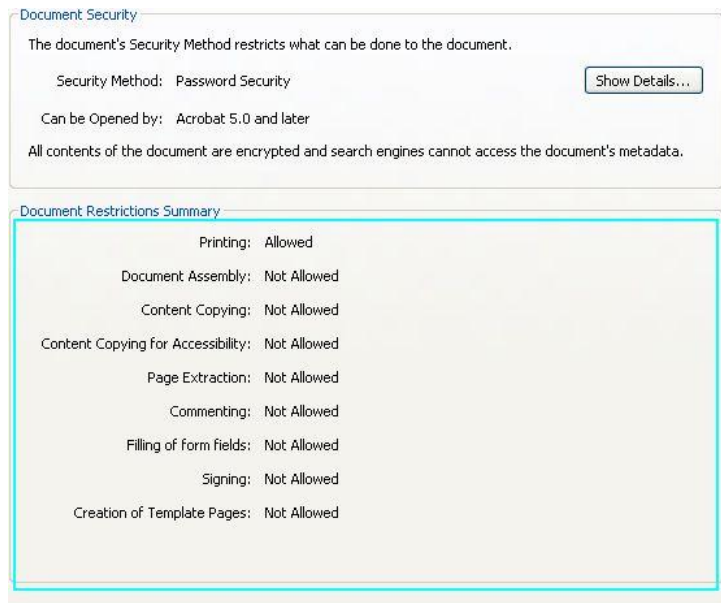 Document Security
The document's Security Method restricts what can be done to the document.
Security Method: Password Security
Show Details...
Can be Opened by: Acrobat 5.0 and later
All contents of the document are encrypted and search engines cannot access the document's metadata.
Document Restrictions Summary
Printing: Allowed
Document Assembly: Not Allowed
Content Copying: Not Allowed
Content Copying for Accessibility: Not Allowed
Page Extraction: Not Allowed
Commenting: Not Allowed
Filling of form fields: Not Allowed
Signing: Not Allowed
Creation of Template Pages: Not Allowed